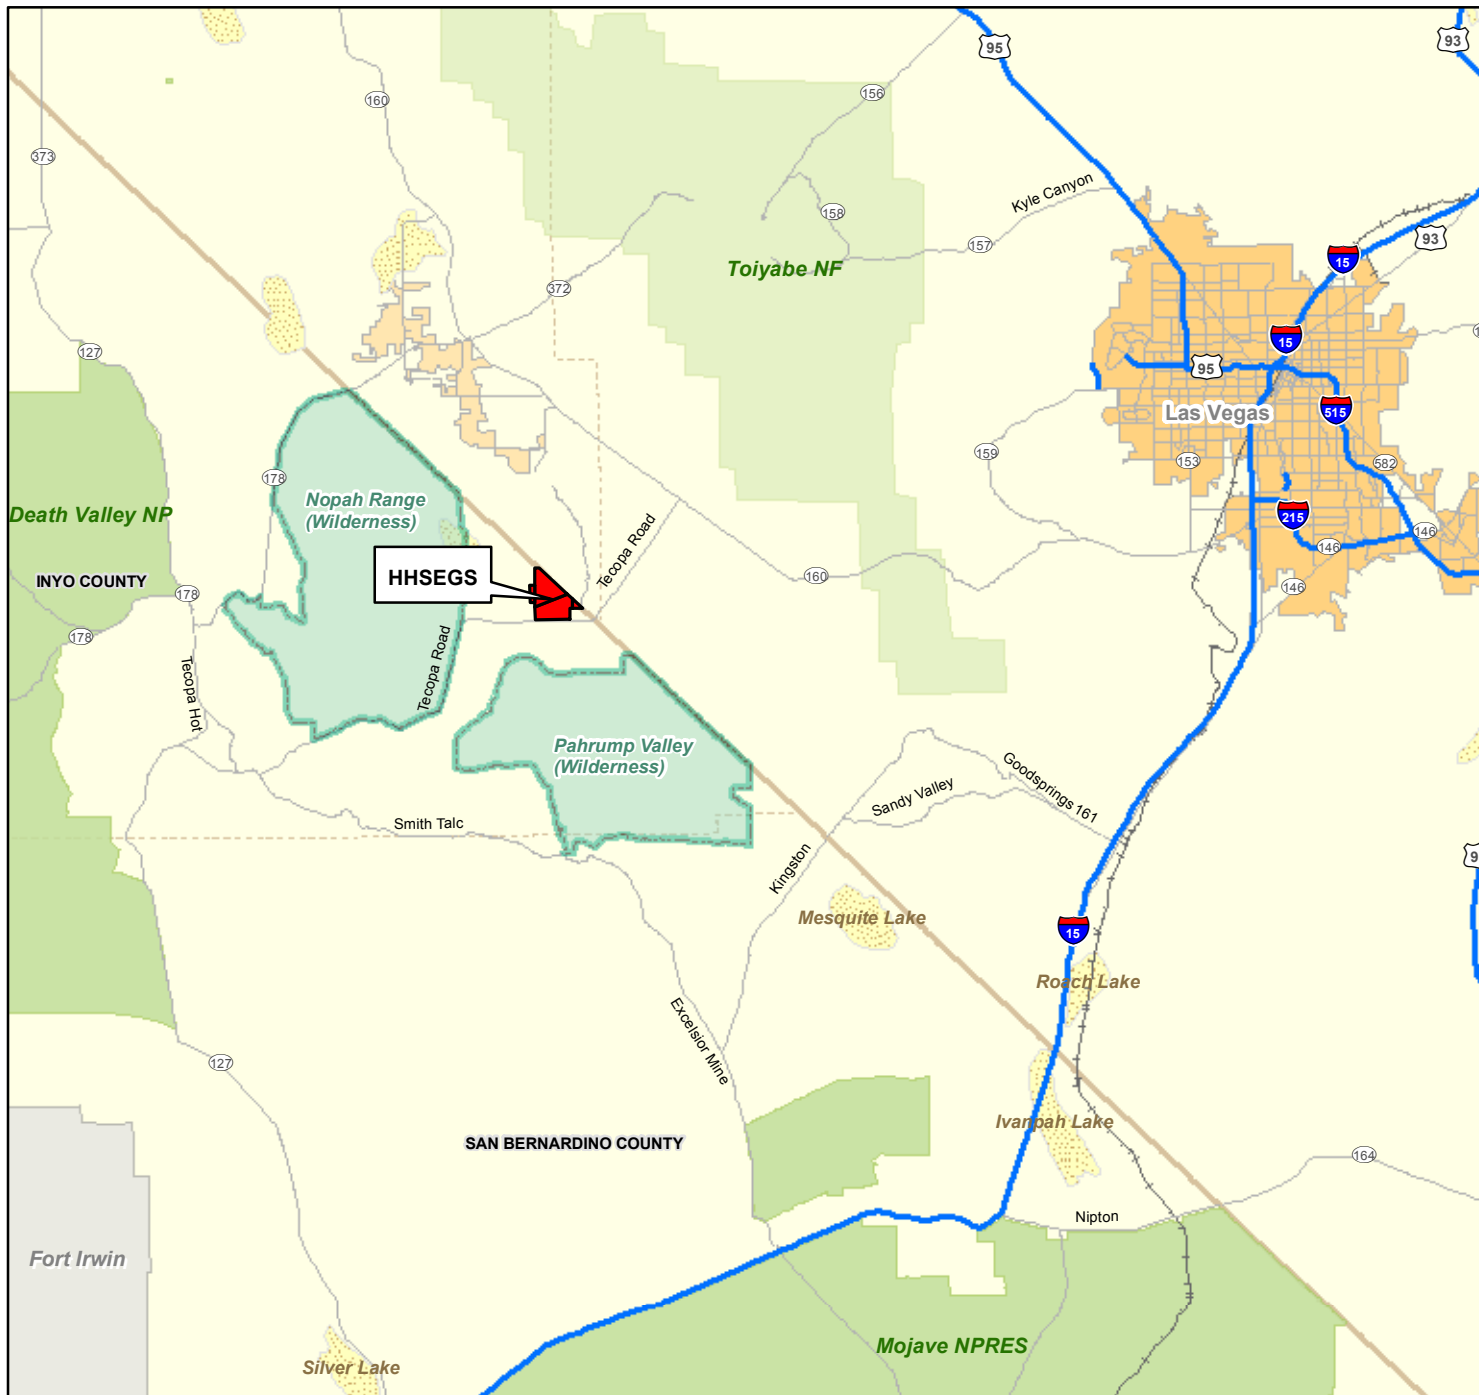 95
93
160
156
373
Kyle Canyon
158
157
93
15
Toiyabe NF
372
127
15
95
Las Vegas
515
159
153
582
178
Nopah Range
(Wilderness)
Death Valley NP
215
146
146
Tecopa Road
HHSEGS
INYO COUNTY
160
146
178
178
Tecopa Road
Tecopa Hot
Pahrump Valley
(Wilderness)
Goodsprings 161
Sandy Valley
Smith Talc
Kingston
9
Mesquite Lake
15
Roach Lake
Excelsior Mine
127
Ivanpah Lake
SAN BERNARDINO COUNTY
164
Nipton
Fort Irwin
Mojave NPRES
Silver Lake